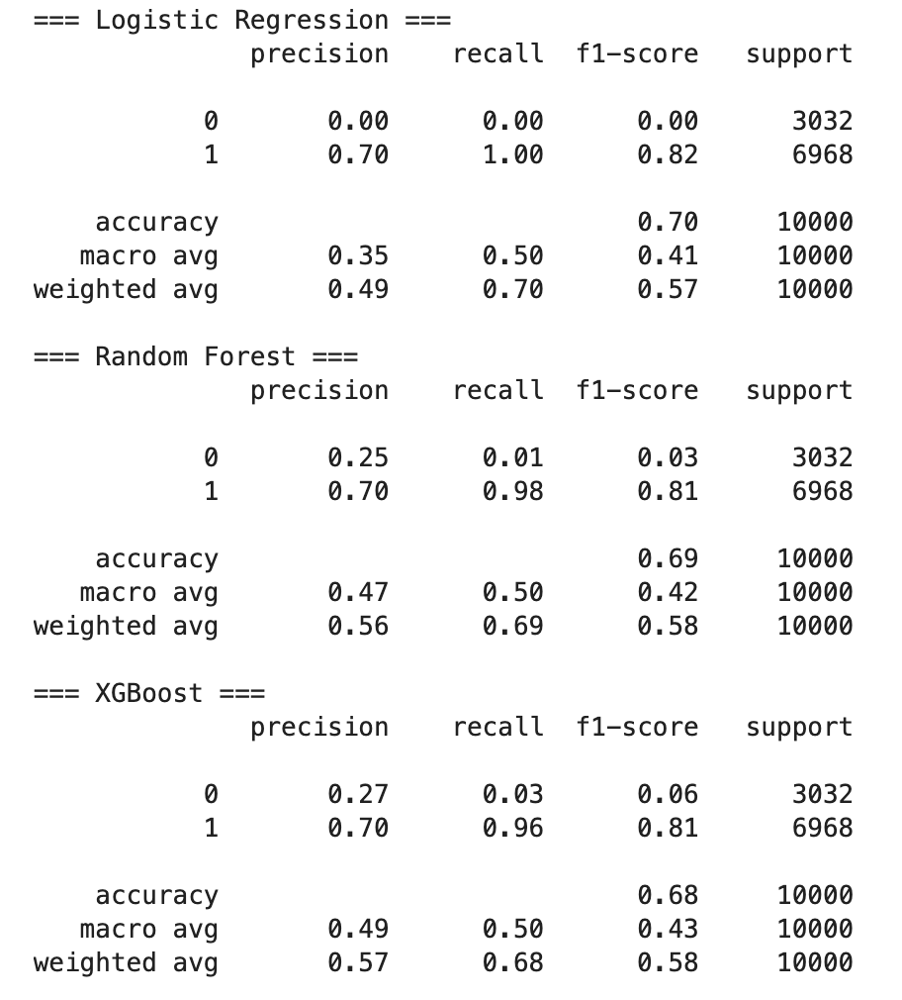 === Logistic Regression ===
precision recall f1-score support
0 0.00 0.00 0.00 3032
1 0.70 1.00 0.82 6968
accuracy 0.70 10000
macro avg 0.35 0.50 0.41 10000
weighted avg 0.49 0.70 0.57 10000
=== Random Forest ===
precision recall f1-score support
0 0.25 0.01 0.03 3032
1 0.70 0.98 0.81 6968
accuracy 0.69 10000
macro avg 0.47 0.50 0.42 10000
weighted avg 0.56 0.69 0.58 10000
=== XGBoost ===
precision recall f1-score support
0 0.27 0.03 0.06 3032
1 0.70 0.96 0.81 6968
accuracy 0.68 10000
macro avg 0.49 0.50 0.43 10000
weighted avg 0.57 0.68 0.58 10000